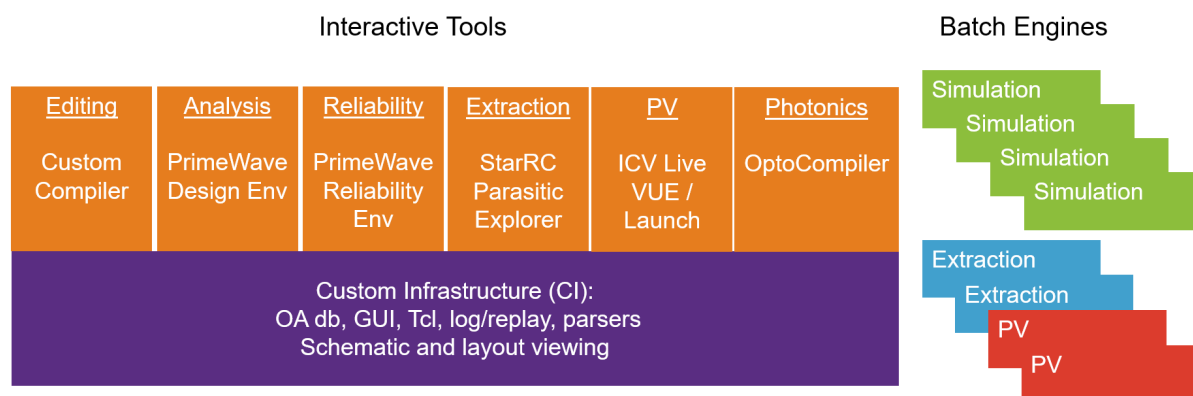 Interactive Tools
Batch Engines
Editing
Custom
Compiler
Analysis
PrimeWave
Design Env
Reliability
PrimeWave
Reliability
Env
Extraction
StarRC
Parasitic
Explorer
PV
ICV Live
VUE /
Launch
Photonics
OptoCompiler
Custom Infrastructure (CI):
OA db, GUI, Tcl, log/replay, parsers
Schematic and layout viewing
Simulation
Simulation
Simulation
Simulation
Extraction
Extraction
PV
PV